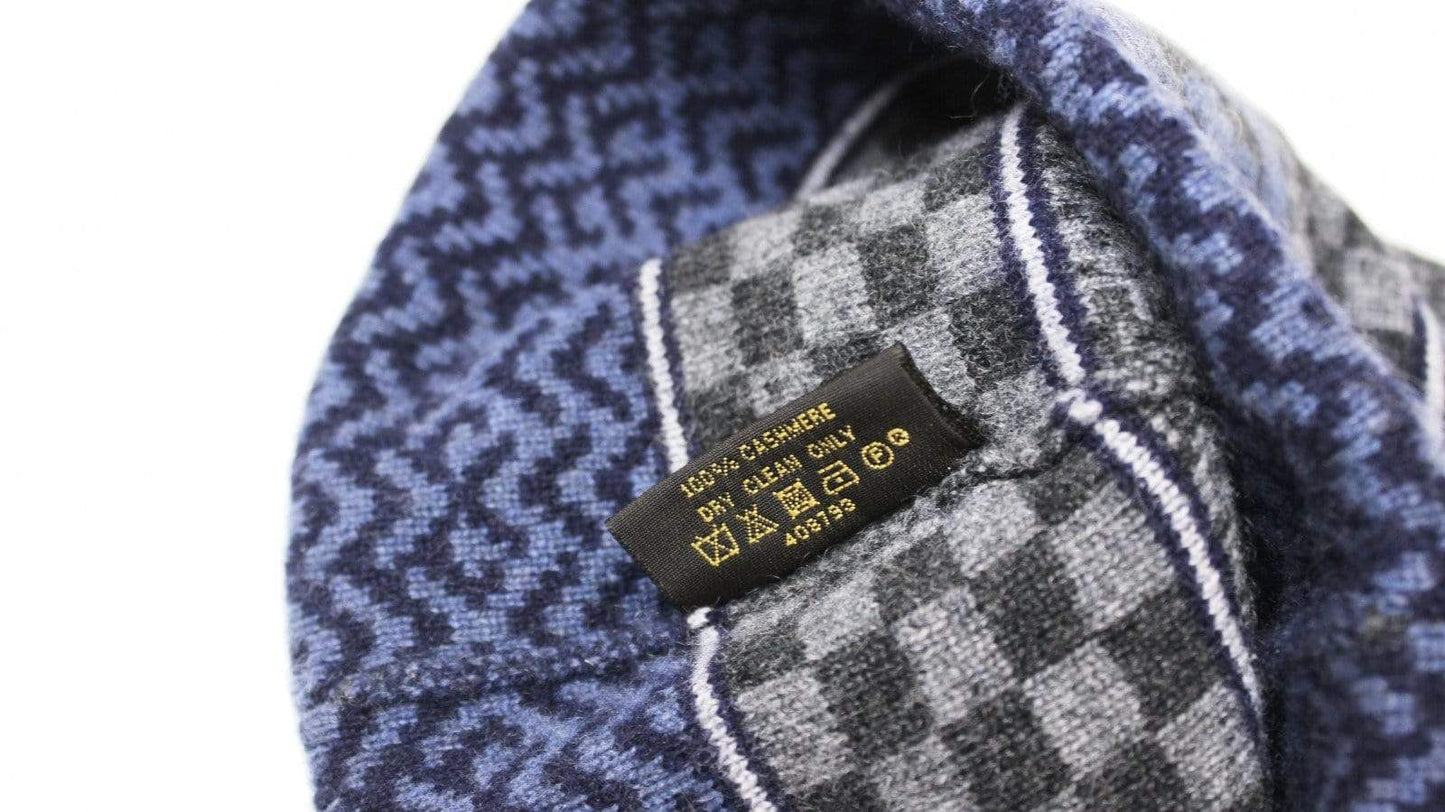 100% CASHMERE
DRY CLEAN ONLY
P R
408793